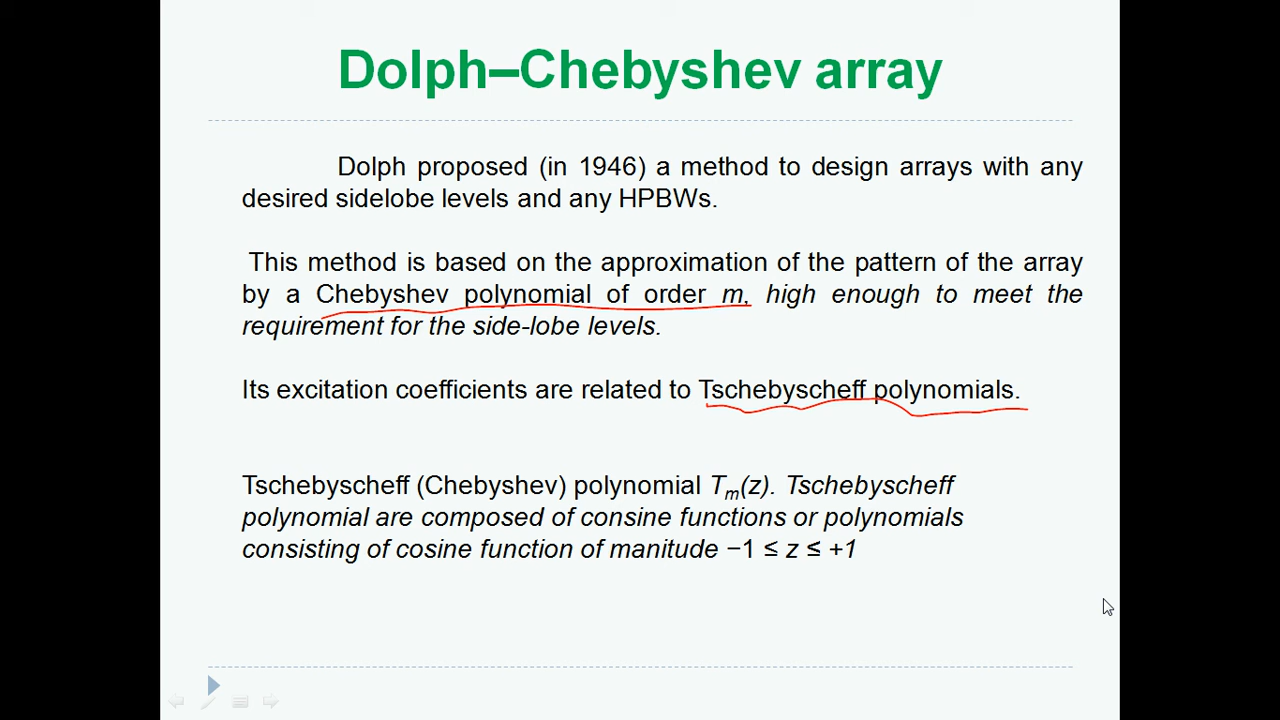 Dolph–Chebyshev array
Dolph proposed (in 1946) a method to design arrays with any
desired sidelobe levels and any HPBWs.
This method is based on the approximation of the pattern of the array
by a Chebyshev polynomial of order m, high enough to meet the
requirement for the side-lobe levels.
Its excitation coefficients are related to Tschebyscheff polynomials.
Tschebyscheff (Chebyshev) polynomial Tm(z). Tschebyscheff
polynomial are composed of consine functions or polynomials
consisting of cosine function of manitude −1 ≤ z ≤ +1